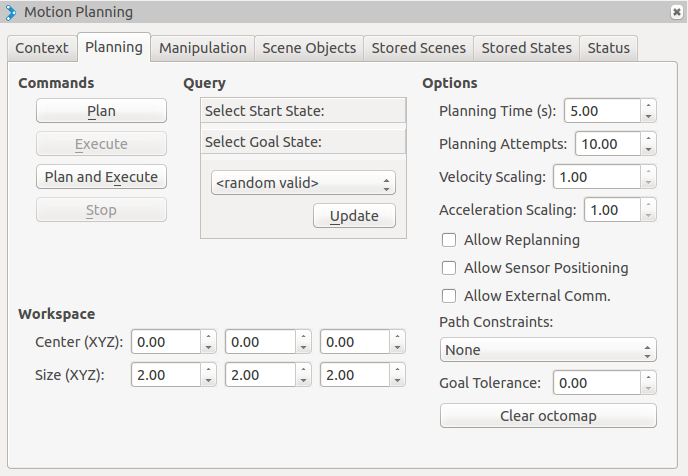 Motion Planning
Context Planning Manipulation Scene Objects Stored Scenes Stored States Status
Commands
Plan
Execute
Plan and Execute
Stop
Query
Select Start State:
Select Goal State:
<random valid>
Update
Options
Planning Time (s): 5.00
Planning Attempts: 10.00
Velocity Scaling: 1.00
Acceleration Scaling: 1.00
Allow Replanning
Allow Sensor Positioning
Allow External Comm.
Path Constraints:
None
Goal Tolerance: 0.00
Clear octomap
Workspace
Center (XYZ): 0.00 0.00 0.00
Size (XYZ): 2.00 2.00 2.00